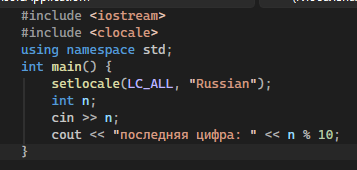 #include <iostream>
#include <clocale>
using namespace std;
int main() {
    setlocale(LC_ALL, "Russian");
    int n;
    cin >> n;
    cout << "последняя цифра: " << n % 10;
}